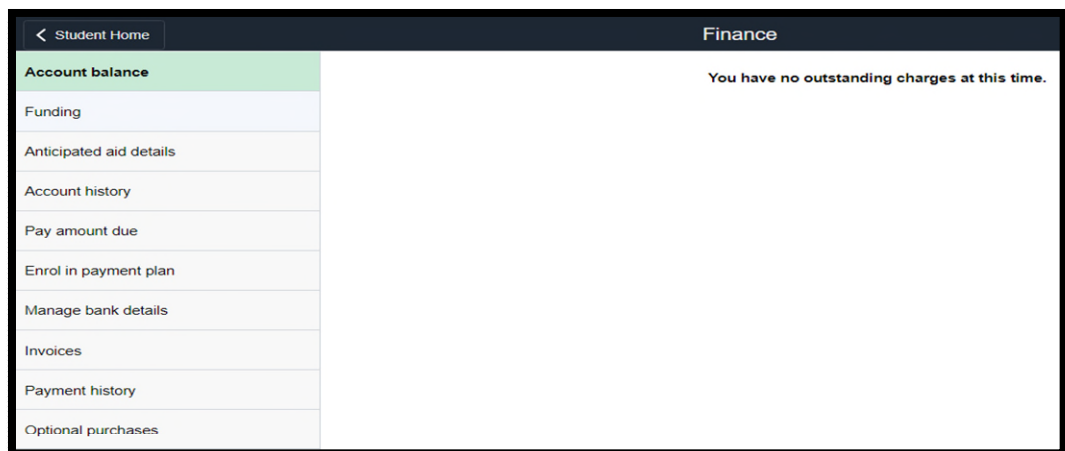 Student Home
Finance
Account balance
You have no outstanding charges at this time.
Funding
Anticipated aid details
Account history
Pay amount due
Enrol in payment plan
Manage bank details
Invoices
Payment history
Optional purchases